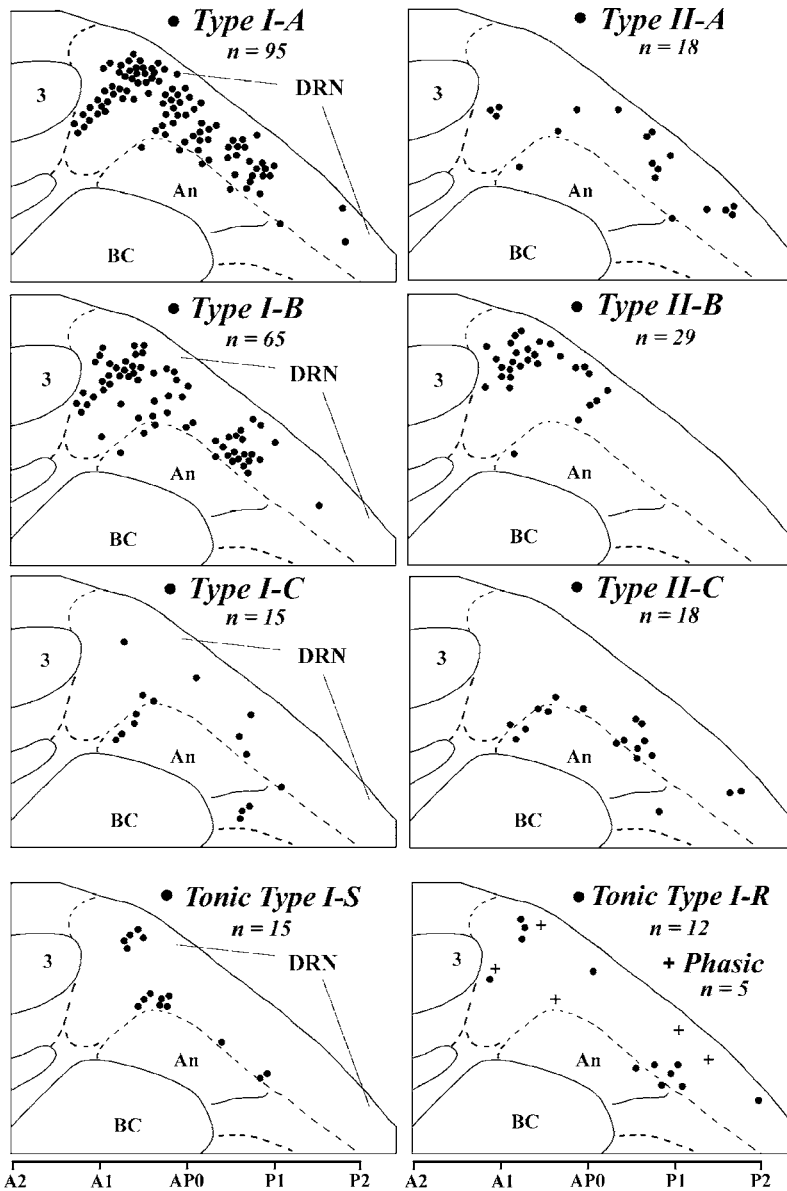 Type I-A
n = 95
3
DRN
An
BC
Type II-A
n = 18
3
An
BC
Type I-B
n = 65
3
DRN
An
BC
Type II-B
n = 29
3
An
BC
Type I-C
n = 15
3
DRN
An
BC
Type II-C
n = 18
3
An
BC
Tonic Type I-S
n = 15
3
DRN
An
BC
Tonic Type I-R
n = 12
+ Phasic
n = 5
3
An
BC
A2 A1 AP0 P1 P2
A2 A1 AP0 P1 P2